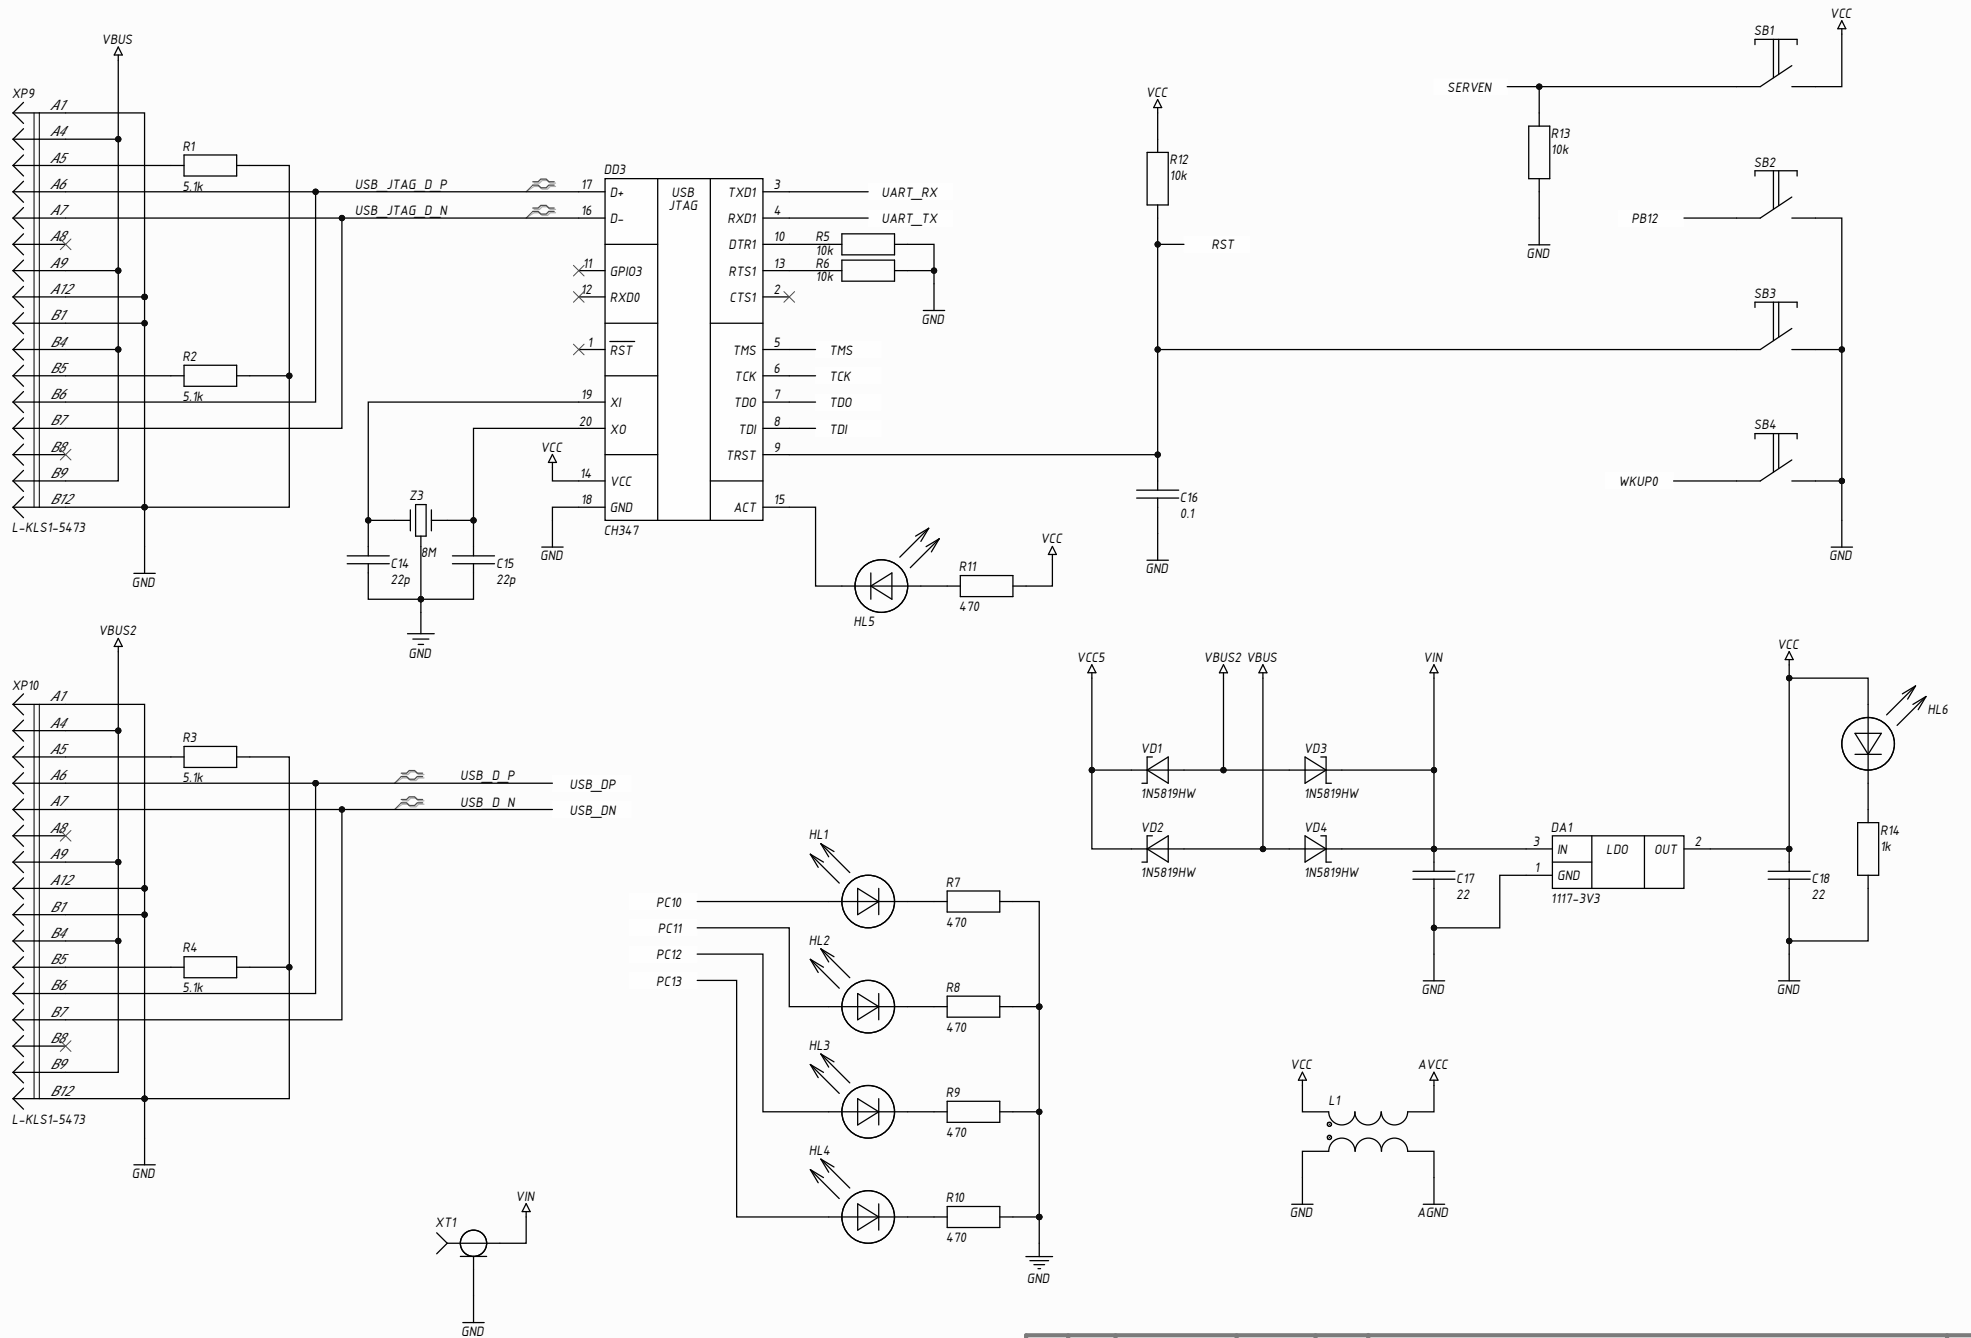 VBUS
XP9
A1
A4
A5
A6
A7
A8
A9
A12
B1
B4
B5
B6
B7
B8
B9
B12
L-KLS1-5473
GND
R1
5.1k
R2
5.1k
USB_JTAG_D_P
USB_JTAG_D_N
DD3
USB
JTAG
17 D+
16 D-
11 GPIO3
12 RXD0
1 RST
19 XI
20 XO
14 VCC
18 GND
CH347
TXD1 3 UART_RX
RXD1 4 UART_TX
DTR1 10
RTS1 13
CTS1 2
TMS 5 TMS
TCK 6 TCK
TDO 7 TDO
TDI 8 TDI
TRST 9
ACT 15
R5
10k
R6
10k
GND
VCC
GND
Z3
8M
C14
22p
C15
22p
GND
HL5
R11
470
VCC
VCC
R12
10k
RST
C16
0.1
GND
SERVEN
R13
10k
GND
SB1
VCC
SB2
PB12
SB3
SB4
WKUP0
GND
VBUS2
XP10
A1
A4
A5
A6
A7
A8
A9
A12
B1
B4
B5
B6
B7
B8
B9
B12
L-KLS1-5473
GND
R3
5.1k
R4
5.1k
USB_D_P
USB_DP
USB_D_N
USB_DN
PC10
PC11
PC12
PC13
HL1
HL2
HL3
HL4
R7
470
R8
470
R9
470
R10
470
GND
VCC5
VBUS2
VBUS
VIN
VD1
1N5819HW
VD3
1N5819HW
VD2
1N5819HW
VD4
1N5819HW
C17
22
GND
DA1
3 IN LDO OUT 2
1 GND
1117-3V3
VCC
HL6
R14
1k
C18
22
GND
VCC
AVCC
L1
GND
AGND
XT1
VIN
GND